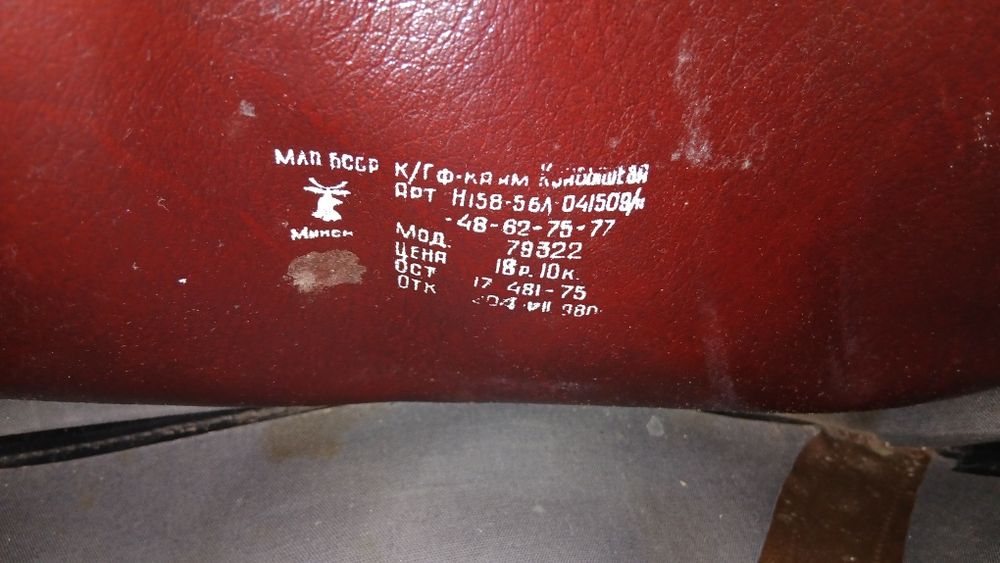 МЛП БССР К/Г Ф-КА ИМ
АРТ Н158-56Л-041509/н
-48-62-75-77
Минск
МОД. 79322
ЦЕНА 18р.10к.
ОСТ 17 481-75
ОТК